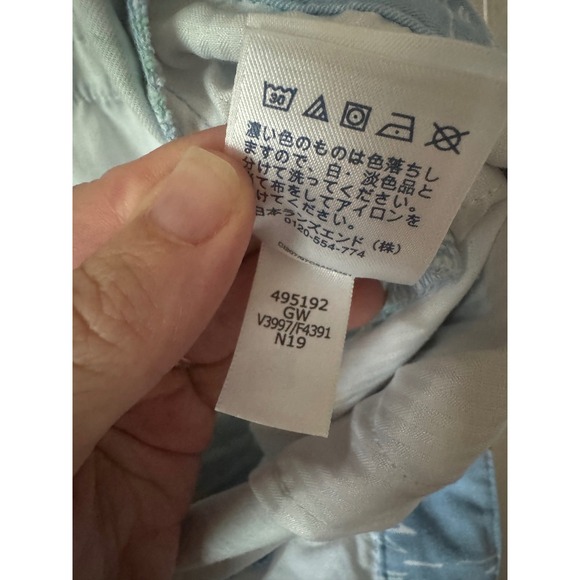 30
濃い色のものは色落ちし
ますので、白・淡色品と
分けて洗ってください。
て布をしてアイロンを
けてください。
日本ランズエンド(株)
0120-554-774
495192
GW
V3997/F4391
N19